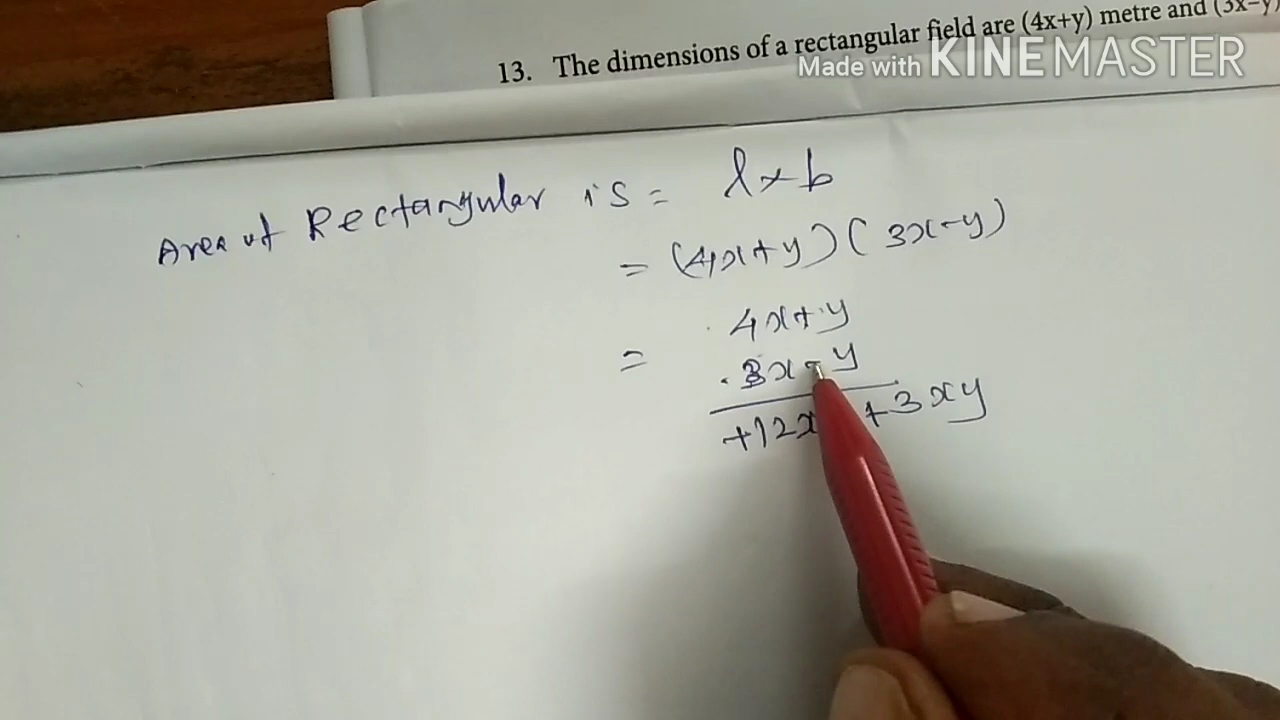 13. The dimensions of a rectangular field are (4x+y) metre and (3x-y)
Made with KINEMASTER
Area of Rectangular is = l × b
= (4x+y)(3x-y)
= 4x+y
3x-y
+12x +3xy